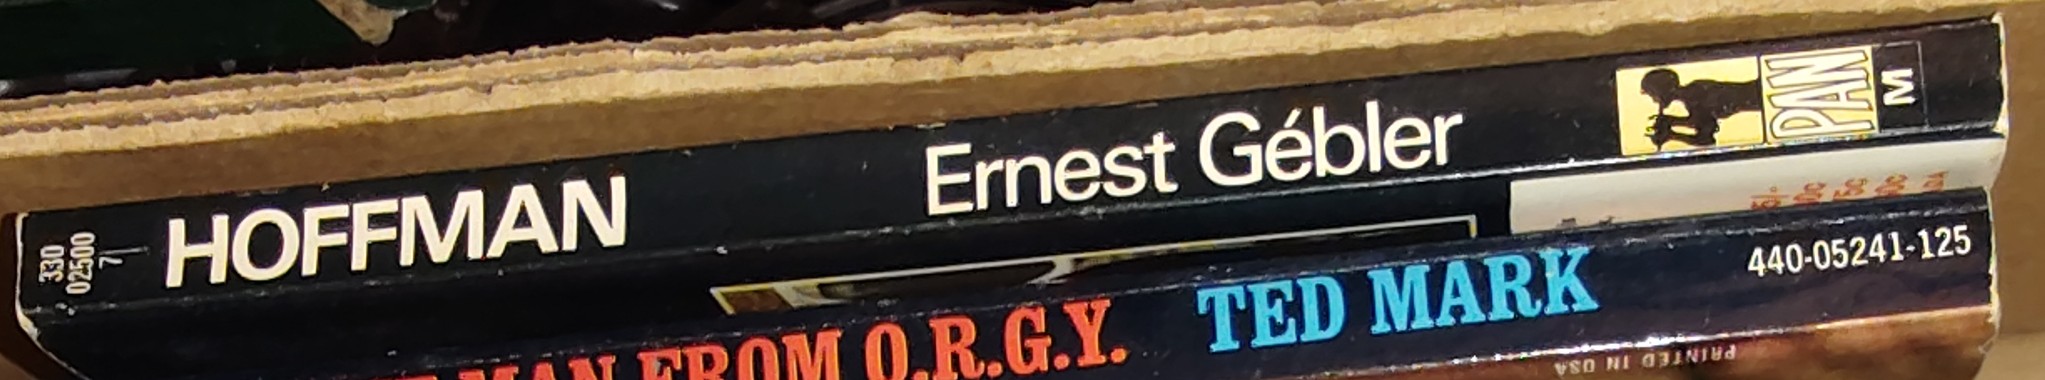 330
02500
7
HOFFMAN
Ernest Gébler
PAN
M
MAN FROM O.R.G.Y.
TED MARK
440-05241-125
PRINTED IN USA